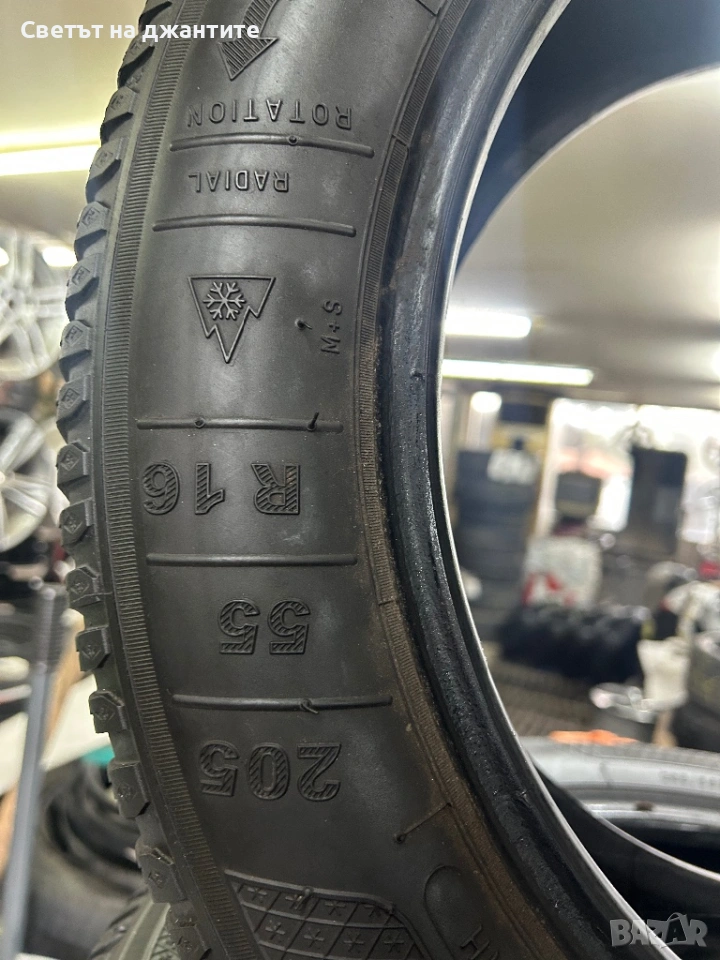 Светът на джантите
ROTATION
RADIAL
M+S
R 16
55
205
BAZAR